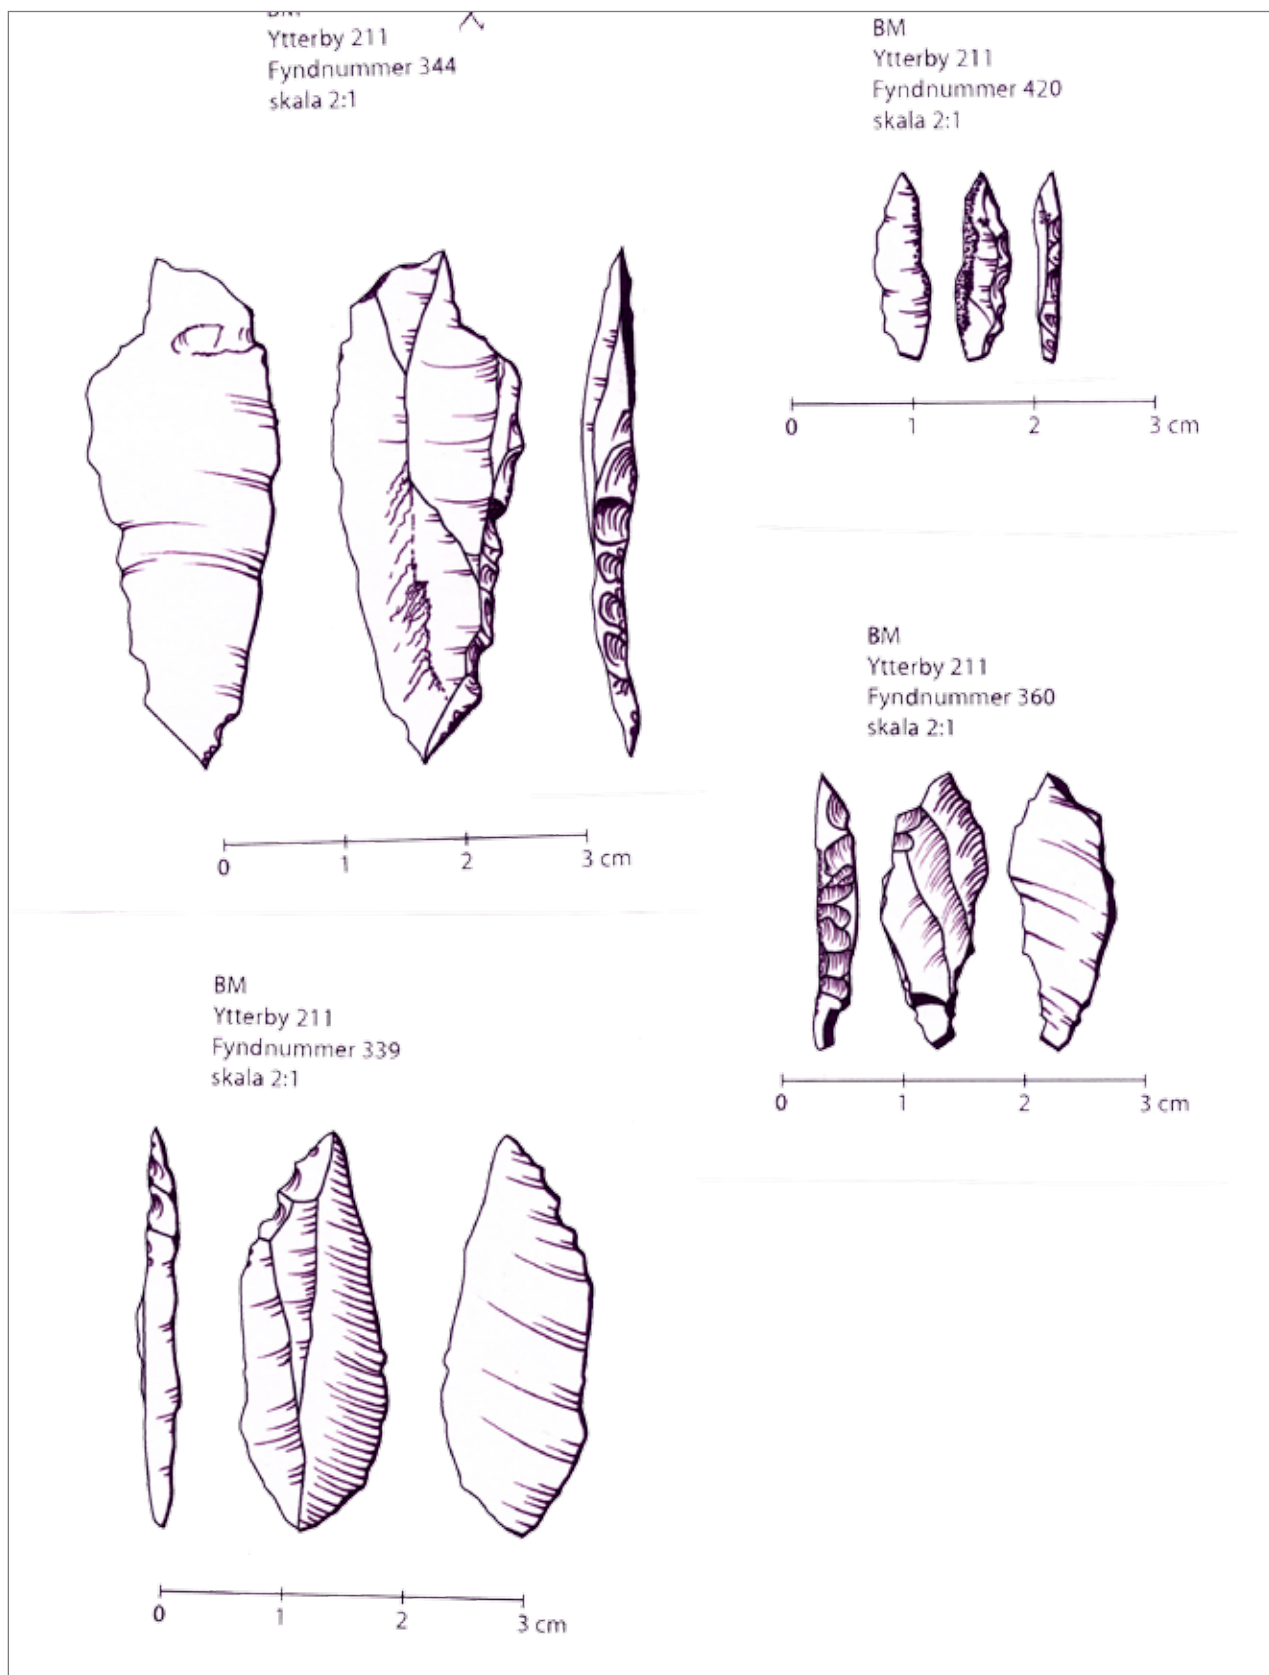 Ytterby 211
Fyndnummer 344
skala 2:1
0 1 2 3 cm
BM
Ytterby 211
Fyndnummer 420
skala 2:1
0 1 2 3 cm
BM
Ytterby 211
Fyndnummer 360
skala 2:1
0 1 2 3 cm
BM
Ytterby 211
Fyndnummer 339
skala 2:1
0 1 2 3 cm